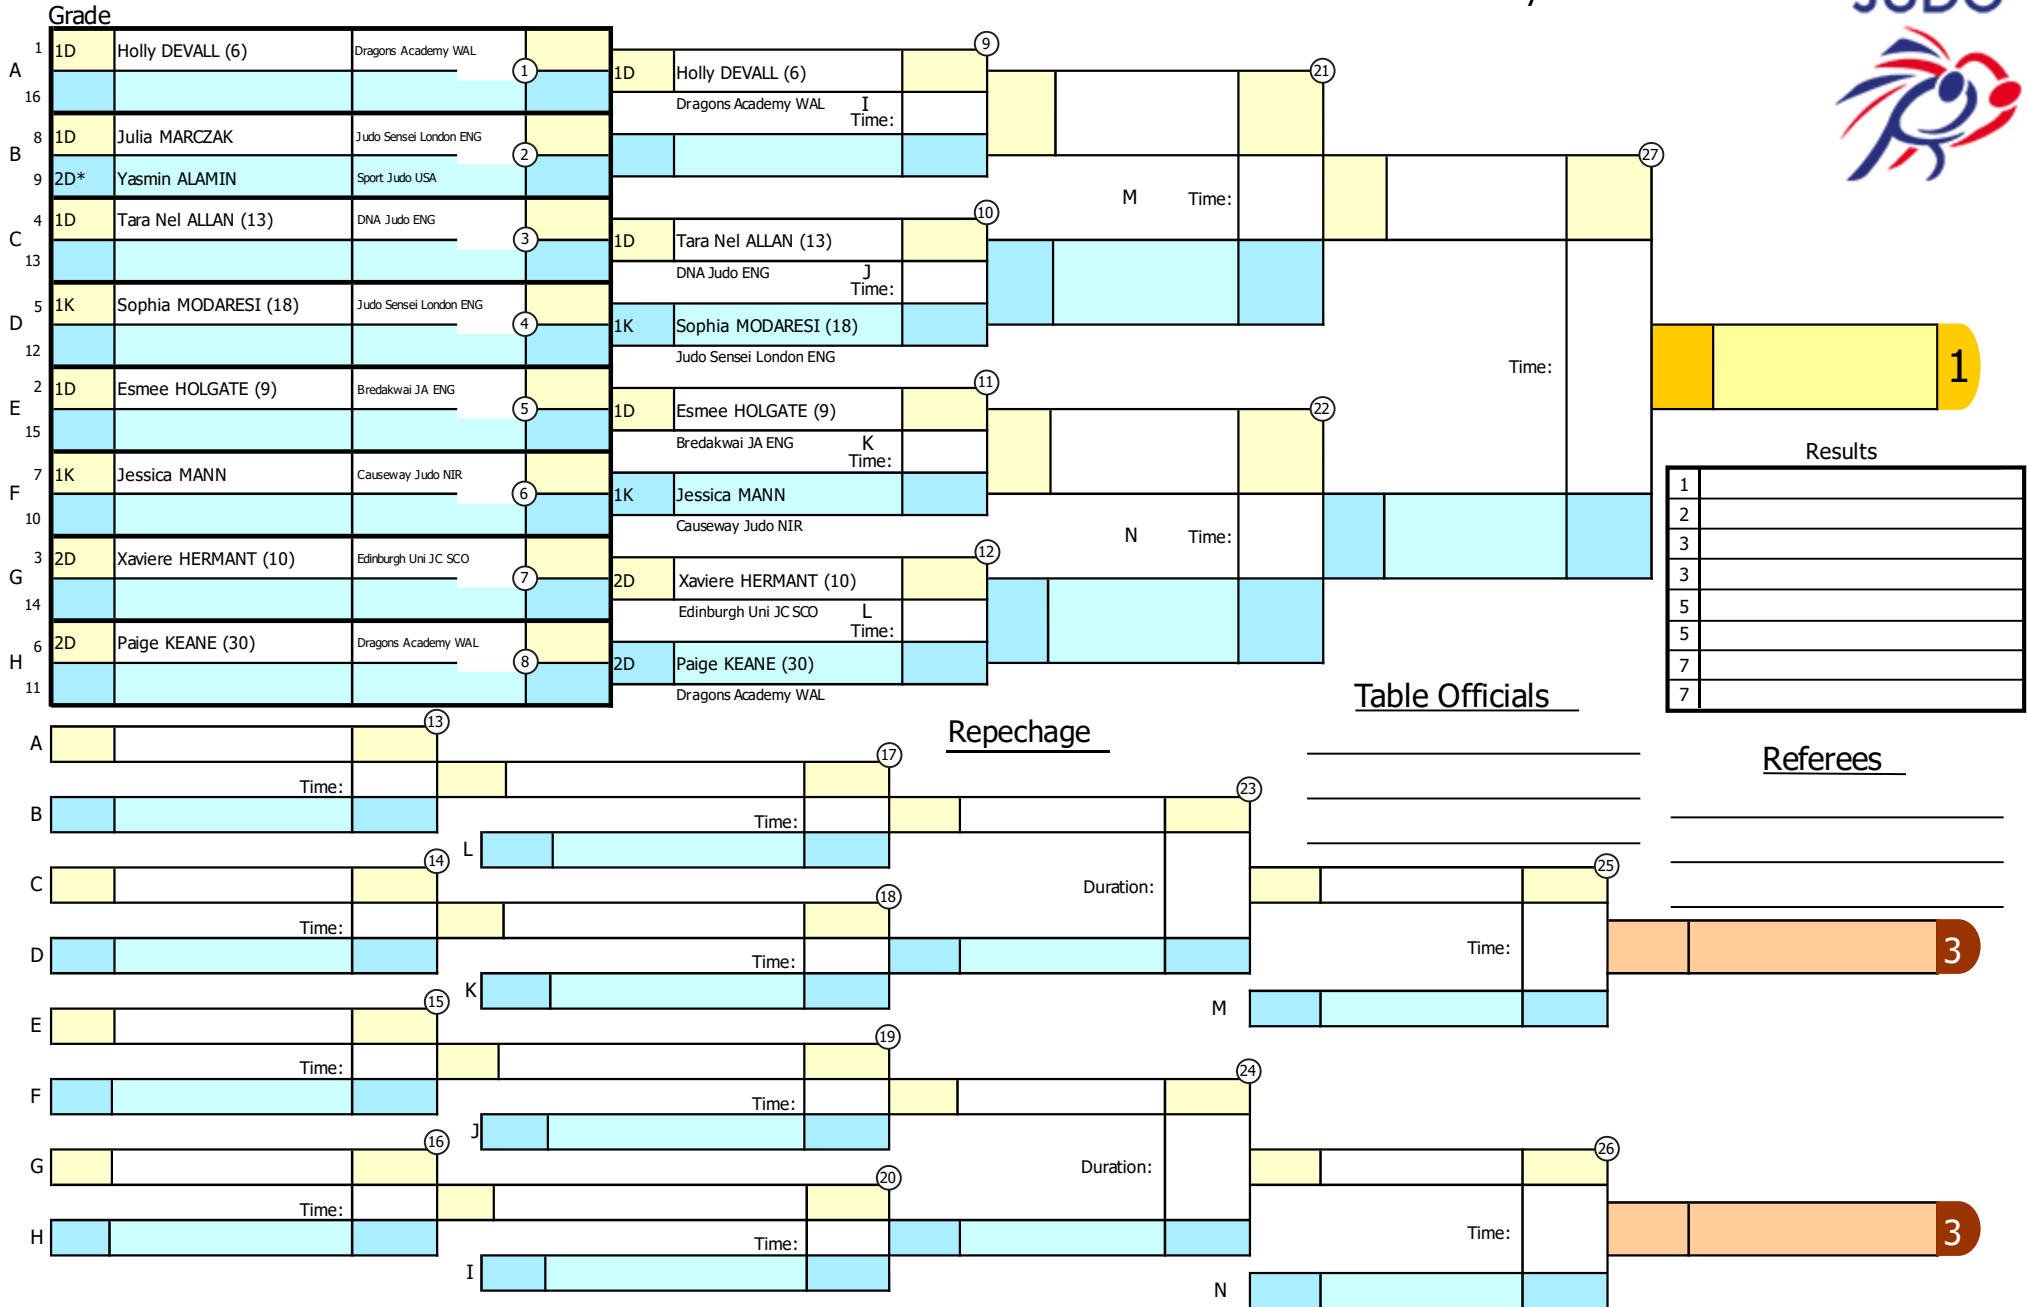 JUDO
Grade
1 1D Holly DEVALL (6) Dragons Academy WAL
A 1
16
8 1D Julia MARCZAK Judo Sensei London ENG
B 2
9 2D* Yasmin ALAMIN Sport Judo USA
4 1D Tara Nel ALLAN (13) DNA Judo ENG
C 3
13
5 1K Sophia MODARESI (18) Judo Sensei London ENG
D 4
12
2 1D Esmee HOLGATE (9) Bredakwai JA ENG
E 5
15
7 1K Jessica MANN Causeway Judo NIR
F 6
10
3 2D Xaviere HERMANT (10) Edinburgh Uni JC SCO
G 7
14
6 2D Paige KEANE (30) Dragons Academy WAL
H 8
11
9
1D Holly DEVALL (6)
Dragons Academy WAL I
Time:
10
1D Tara Nel ALLAN (13)
DNA Judo ENG J
Time:
1K Sophia MODARESI (18)
Judo Sensei London ENG
11
1D Esmee HOLGATE (9)
Bredakwai JA ENG K
Time:
1K Jessica MANN
Causeway Judo NIR
12
2D Xaviere HERMANT (10)
Edinburgh Uni JC SCO L
Time:
2D Paige KEANE (30)
Dragons Academy WAL
21
M Time:
22
N Time:
27
Time:
1
Results
1
2
3
3
5
5
7
7
Table Officials
Referees
Repechage
A 13
Time:
B
C 14
Time:
D
E 15
Time:
F
G 16
Time:
H
17
Time:
L
18
Time:
K
19
Time:
J
20
Time:
I
23
Duration:
24
Duration:
25
Time:
M
3
26
Time:
N
3